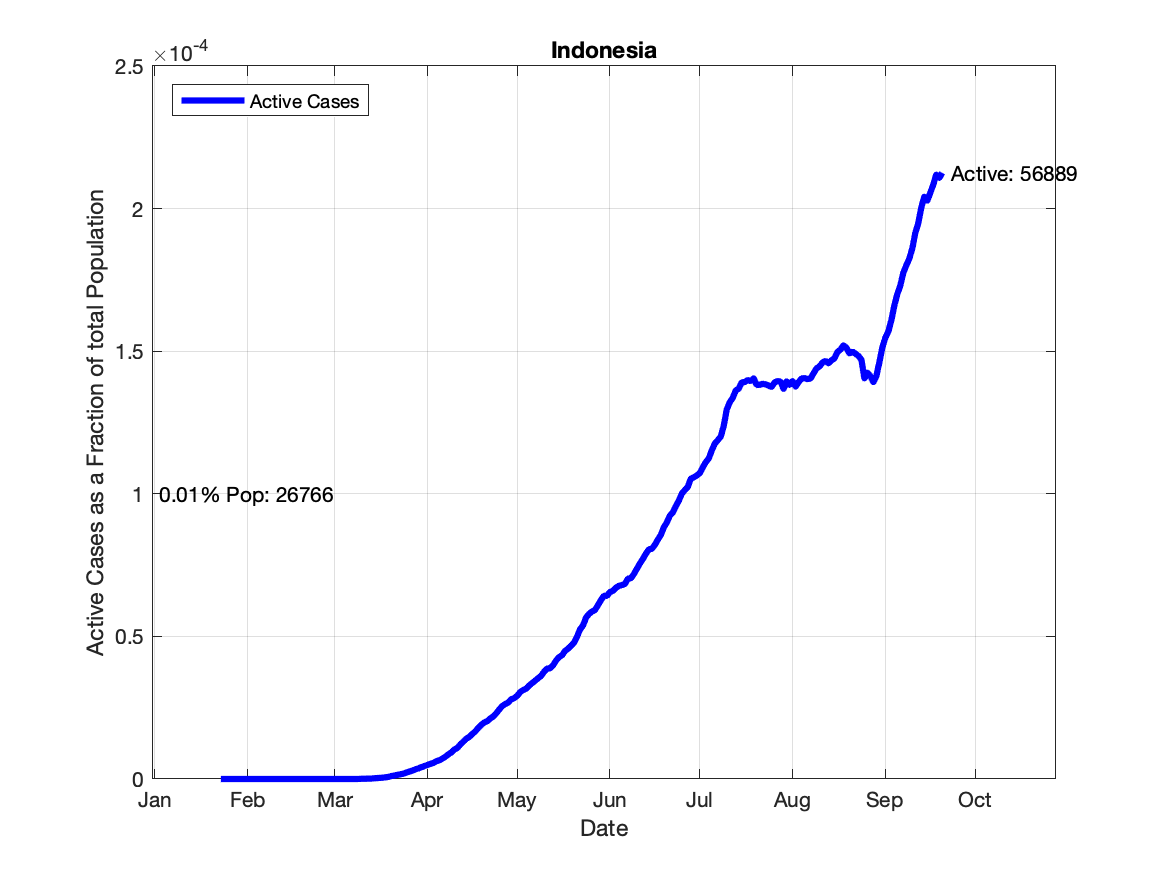 Indonesia
×10-4
2.5
2
1.5
1
0.5
0
Active Cases
Active: 56889
0.01% Pop: 26766
Active Cases as a Fraction of total Population
Jan Feb Mar Apr May Jun Jul Aug Sep Oct
Date